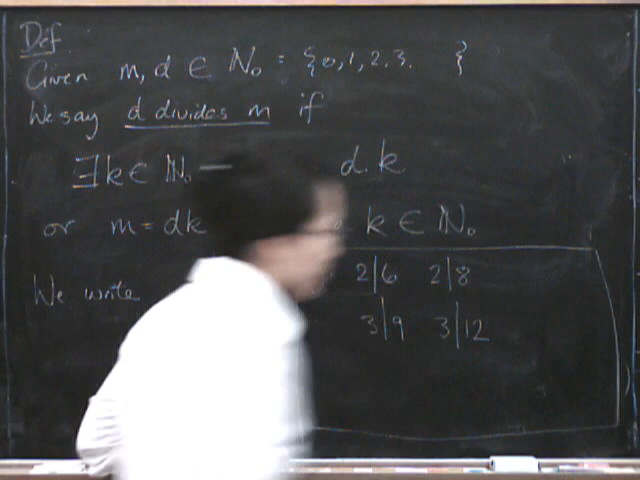 Def
Given m, d ∈ ℕ₀ = {0, 1, 2, 3. }
We say d divides m if
∃k ∈ ℕ₀ d. k
or m = dk k ∈ ℕ₀
We write 2|6 2|8
3|9 3|12